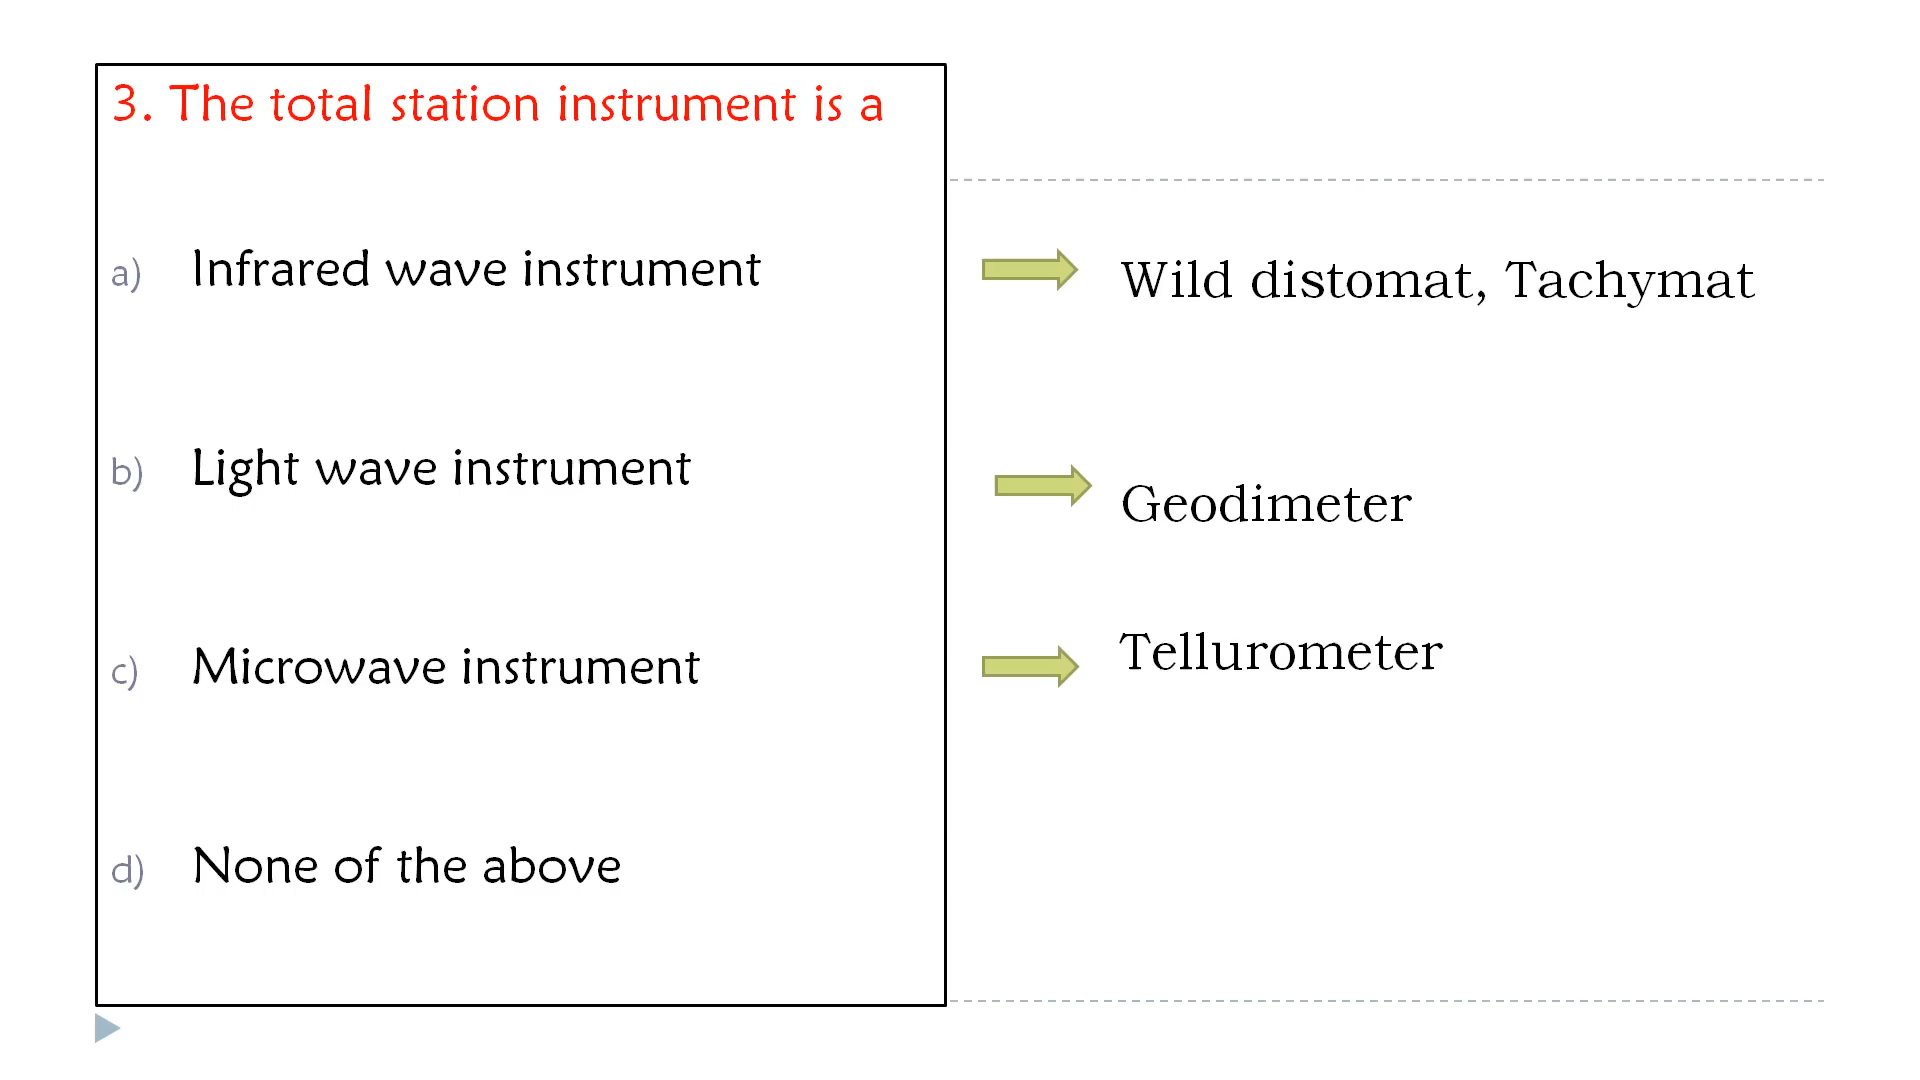 3. The total station instrument is a
a) Infrared wave instrument
Wild distomat, Tachymat
b) Light wave instrument
Geodimeter
c) Microwave instrument
Tellurometer
d) None of the above